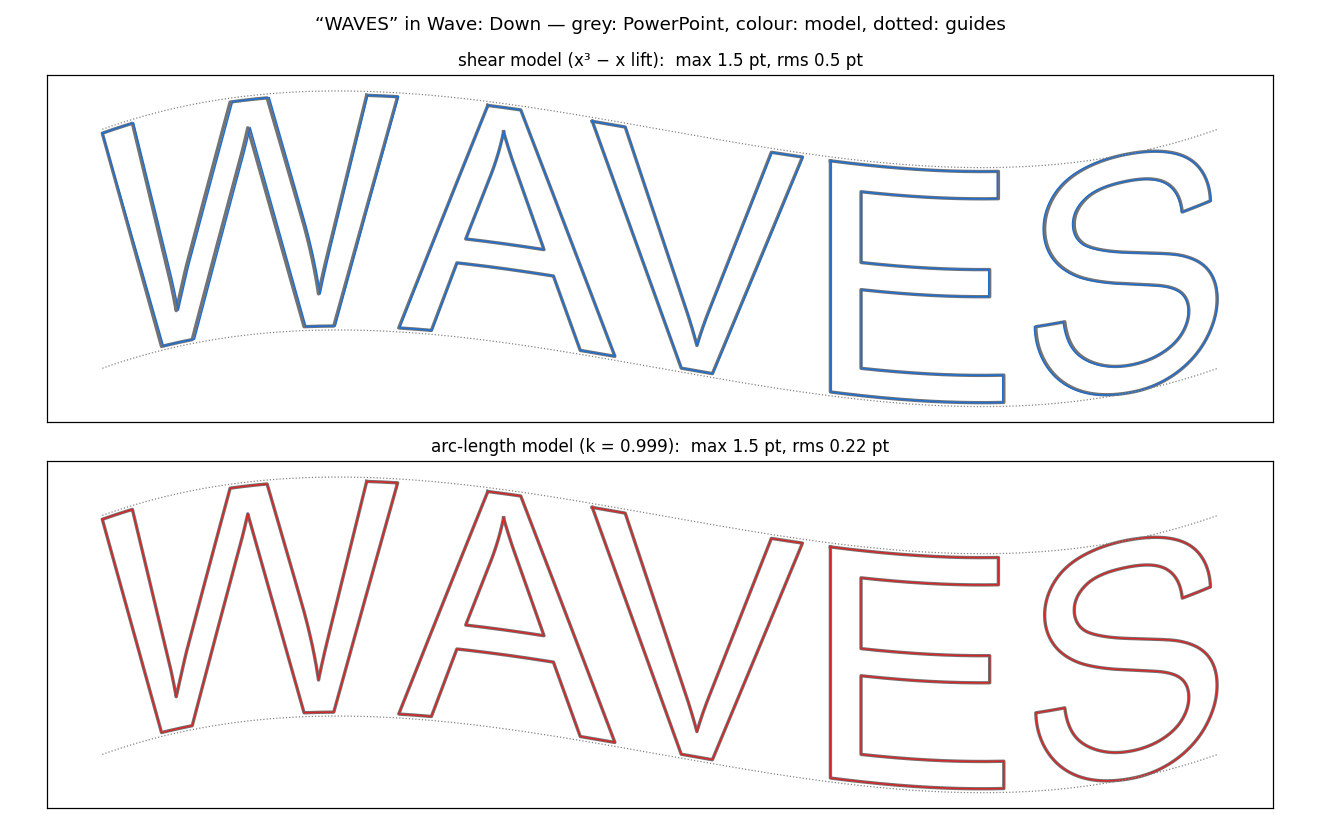 “WAVES” in Wave: Down — grey: PowerPoint, colour: model, dotted: guides
shear model (x³ − x lift):  max 1.5 pt, rms 0.5 pt
WAVES
arc-length model (k = 0.999):  max 1.5 pt, rms 0.22 pt
WAVES